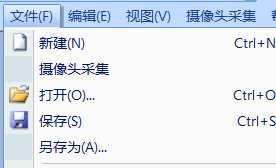 文件(F) 编辑(E) 视图(V) 摄像头采集
新建(N) Ctrl+N
摄像头采集
打开(O)... Ctrl+O
保存(S) Ctrl+S
另存为(A)...